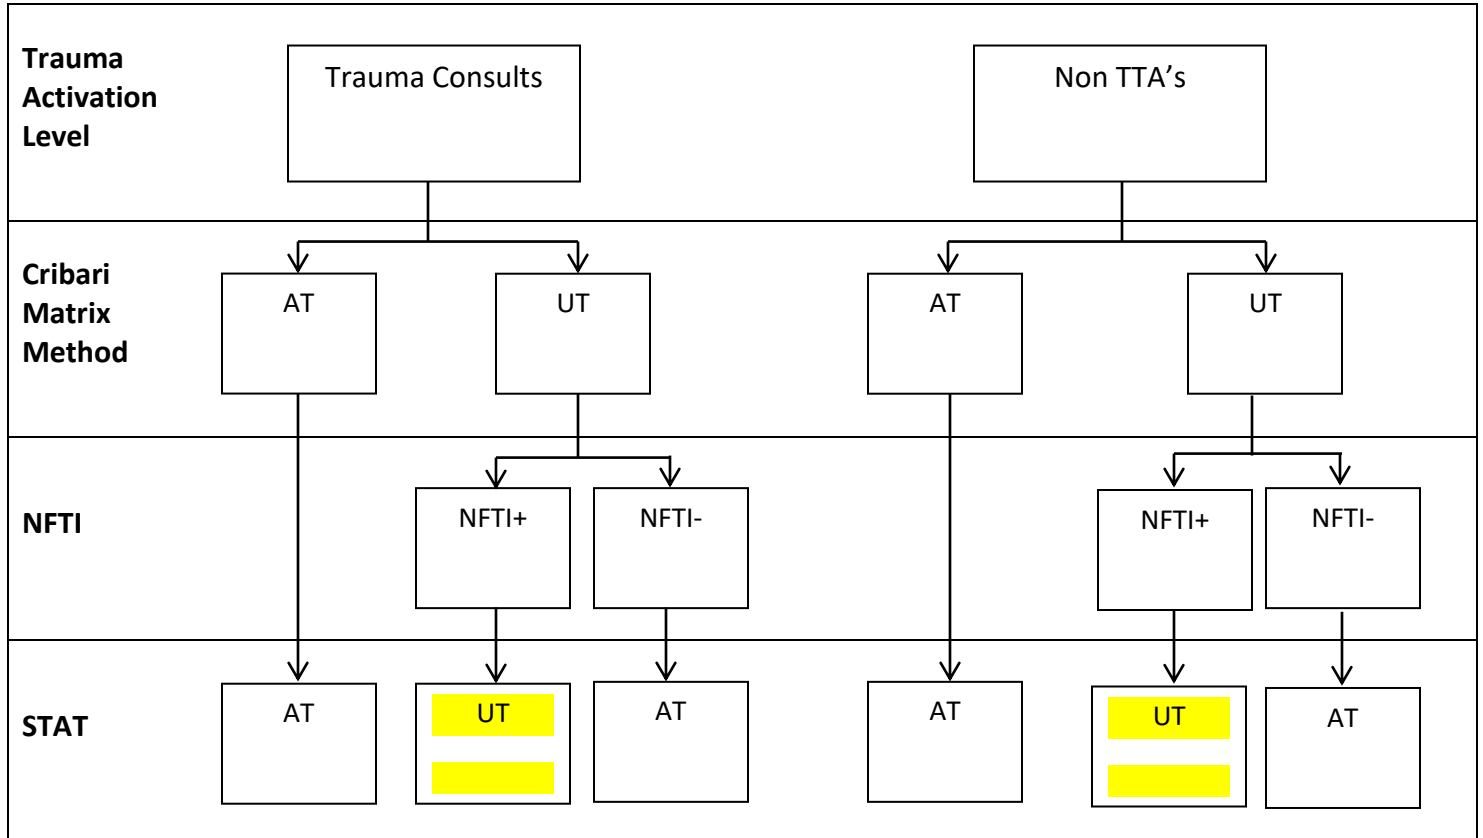 Trauma
Activation
Level
Trauma Consults
Non TTA’s
Cribari
Matrix
Method
AT
UT
AT
UT
NFTI
NFTI+
NFTI-
NFTI+
NFTI-
STAT
AT
UT
AT
AT
UT
AT